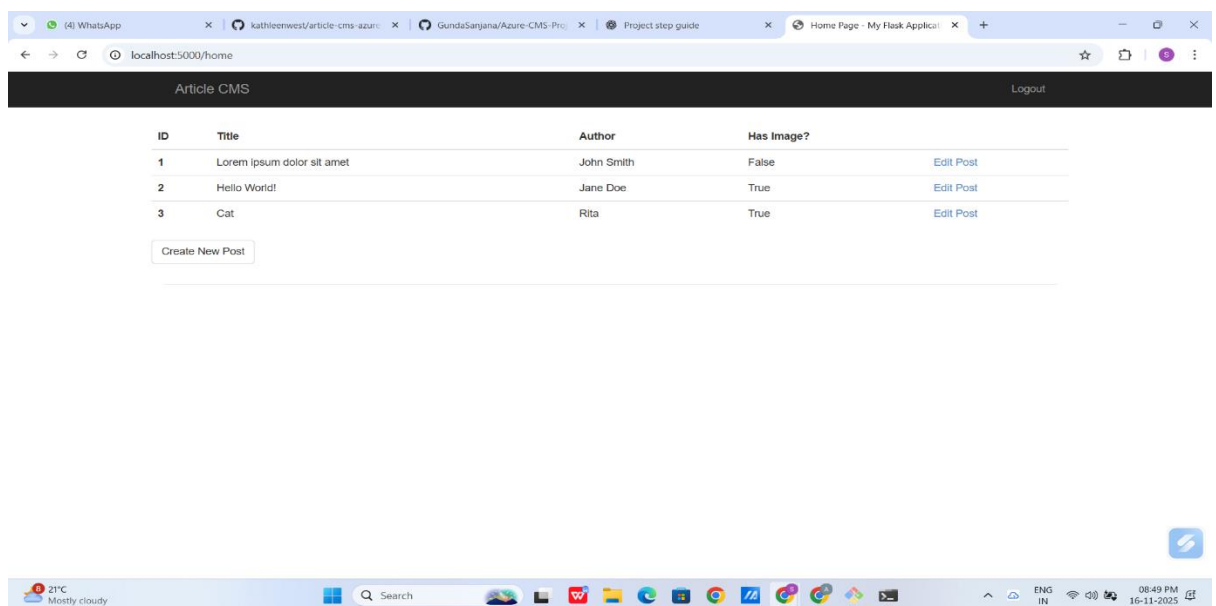 (4) WhatsApp
kathleenwest/article-cms-azure
GundaSanjana/Azure-CMS-Proj
Project step guide
Home Page - My Flask Applicat
localhost:5000/home
S
Article CMS
Logout
ID Title Author Has Image?
1 Lorem ipsum dolor sit amet John Smith False Edit Post
2 Hello World! Jane Doe True Edit Post
3 Cat Rita True Edit Post
Create New Post
8
21°C
Mostly cloudy
Search
ENG
IN
08:49 PM
16-11-2025